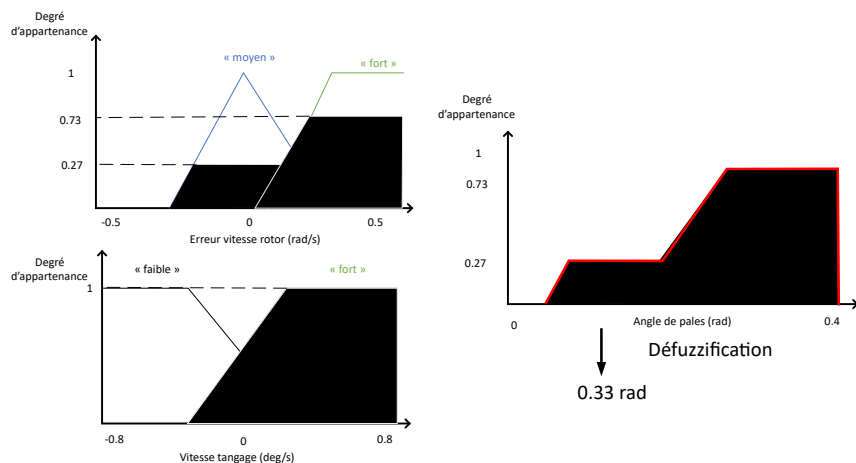 Degré
d'appartenance
« moyen »
« fort »
1
0.73
0.27
-0.5
0
0.5
Erreur vitesse rotor (rad/s)
Degré
d'appartenance
« faible »
« fort »
1
-0.8
0
0.8
Vitesse tangage (deg/s)
Degré
d'appartenance
1
0.73
0.27
0
Angle de pales (rad)
0.4
Défuzzification
0.33 rad